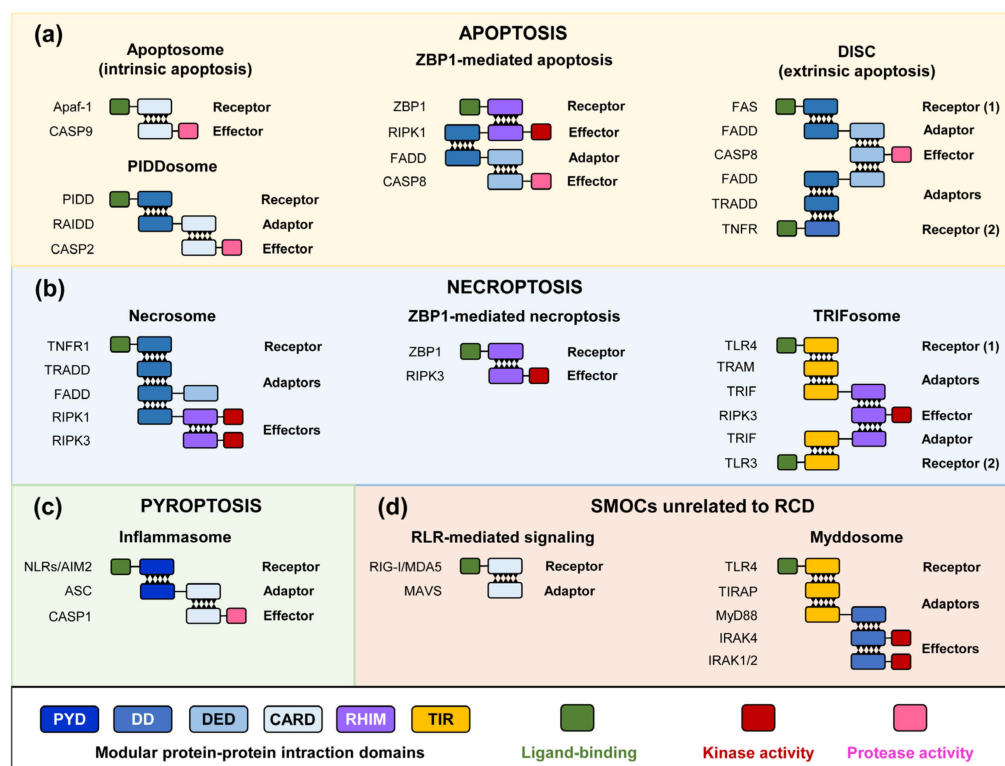 (a)
APOPTOSIS
Apoptosome
(intrinsic apoptosis)
Apaf-1 Receptor
CASP9 Effector
PIDDosome
PIDD Receptor
RAIDD Adaptor
CASP2 Effector
ZBP1-mediated apoptosis
ZBP1 Receptor
RIPK1 Effector
FADD Adaptor
CASP8 Effector
DISC
(extrinsic apoptosis)
FAS Receptor (1)
FADD Adaptor
CASP8 Effector
FADD
Adaptors
TRADD
TNFR Receptor (2)
(b)
NECROPTOSIS
Necrosome
TNFR1 Receptor
TRADD
Adaptors
FADD
RIPK1
Effectors
RIPK3
ZBP1-mediated necroptosis
ZBP1 Receptor
RIPK3 Effector
TRIFosome
TLR4 Receptor (1)
TRAM
Adaptors
TRIF
RIPK3 Effector
TRIF Adaptor
TLR3 Receptor (2)
(c)
PYROPTOSIS
Inflammasome
NLRs/AIM2 Receptor
ASC Adaptor
CASP1 Effector
(d)
SMOCs unrelated to RCD
RLR-mediated signaling
RIG-I/MDA5 Receptor
MAVS Adaptor
Myddosome
TLR4 Receptor
TIRAP
Adaptors
MyD88
IRAK4
Effectors
IRAK1/2
PYD DD DED CARD RHIM TIR
Modular protein-protein intraction domains
Ligand-binding
Kinase activity
Protease activity